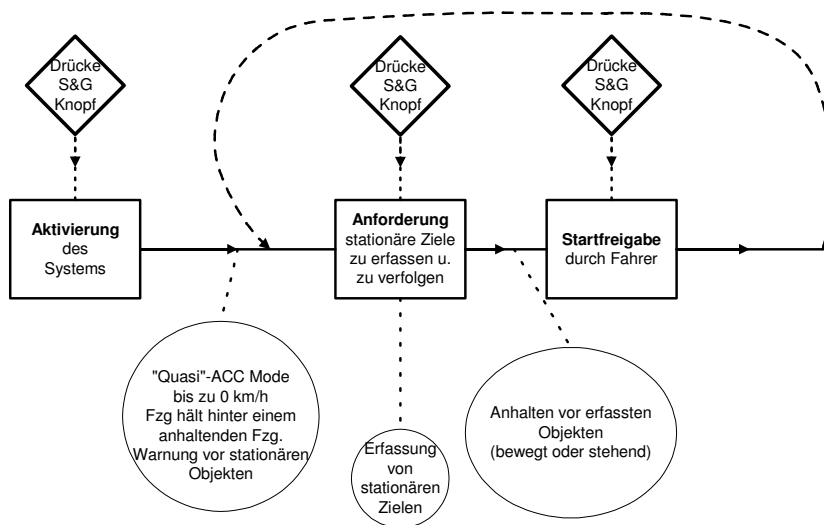 Drücke
S&G
Knopf
Drücke
S&G
Knopf
Drücke
S&G
Knopf
Aktivierung
des
Systems
Anforderung
stationäre Ziele
zu erfassen u.
zu verfolgen
Startfreigabe
durch Fahrer
"Quasi"-ACC Mode
bis zu 0 km/h
Fzg hält hinter einem
anhaltenden Fzg.
Warnung vor stationären
Objekten
Erfassung
von
stationären
Zielen
Anhalten vor erfassten
Objekten
(bewegt oder stehend)